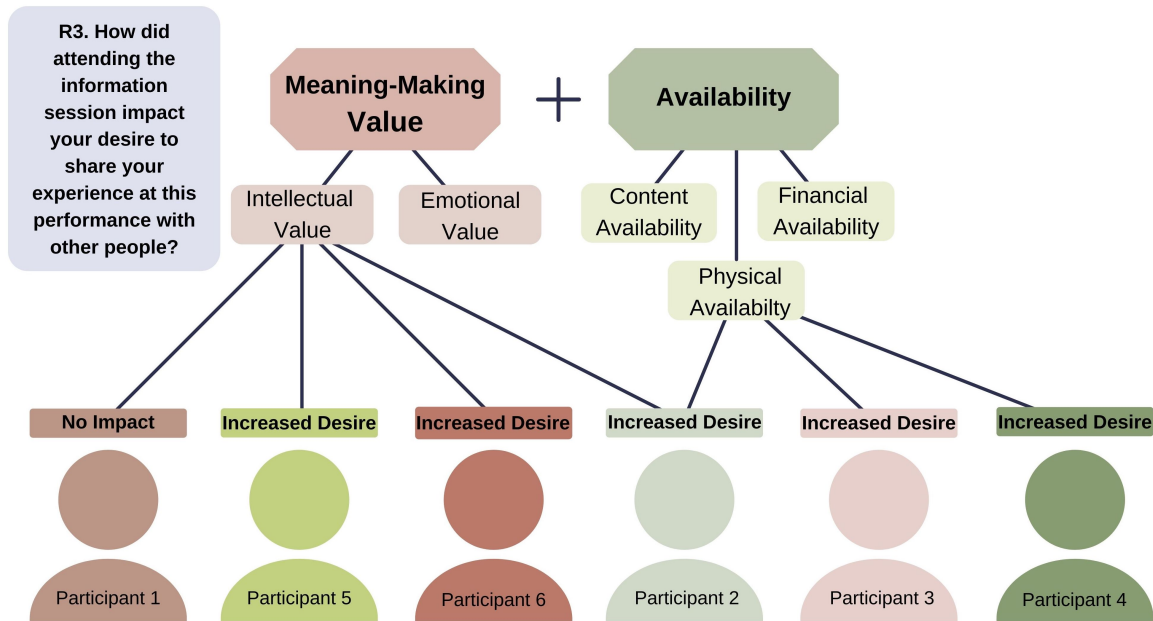 R3. How did
attending the
information
session impact
your desire to
share your
experience at this
performance with
other people?
Meaning-Making
Value
Availability
Intellectual
Value
Emotional
Value
Content
Availability
Financial
Availability
Physical
Availabilty
No Impact
Increased Desire
Increased Desire
Increased Desire
Increased Desire
Increased Desire
Participant 1
Participant 5
Participant 6
Participant 2
Participant 3
Participant 4